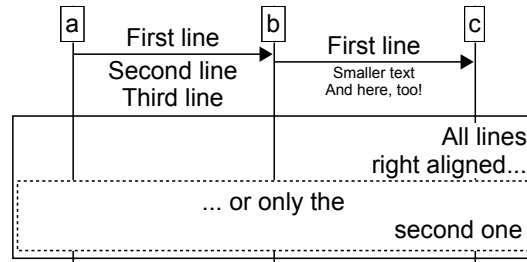 a b c
First line First line
Second line Smaller text
Third line And here, too!
All lines
right aligned...
... or only the
second one